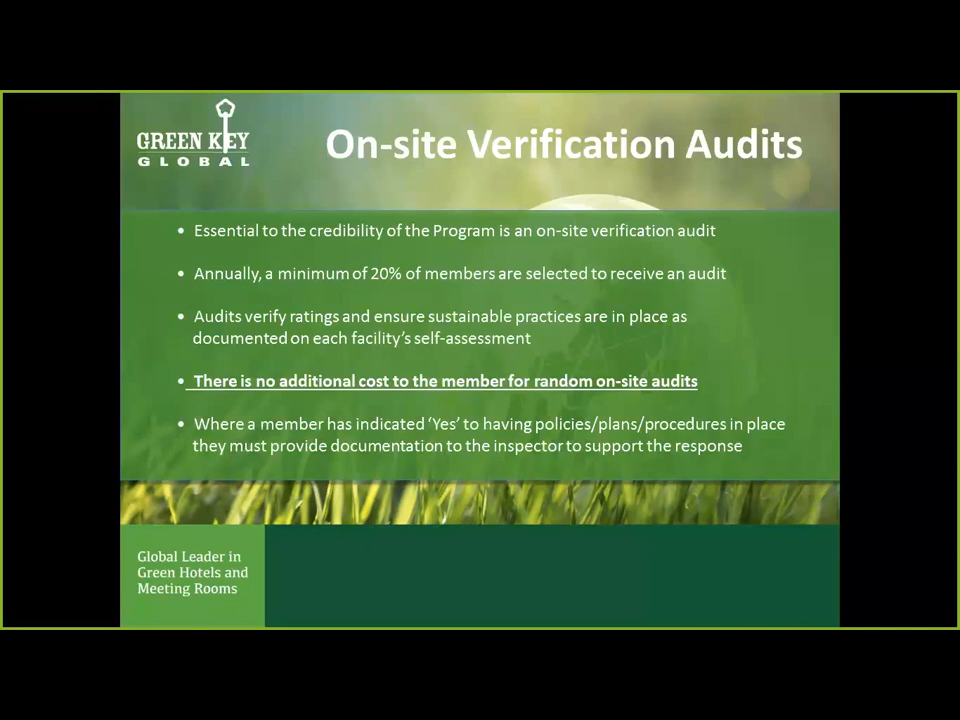 GREEN KEY
GLOBAL
On-site Verification Audits
• Essential to the credibility of the Program is an on-site verification audit
• Annually, a minimum of 20% of members are selected to receive an audit
• Audits verify ratings and ensure sustainable practices are in place as
documented on each facility’s self-assessment
• There is no additional cost to the member for random on-site audits
• Where a member has indicated ‘Yes’ to having policies/plans/procedures in place
they must provide documentation to the inspector to support the response
Global Leader in
Green Hotels and
Meeting Rooms